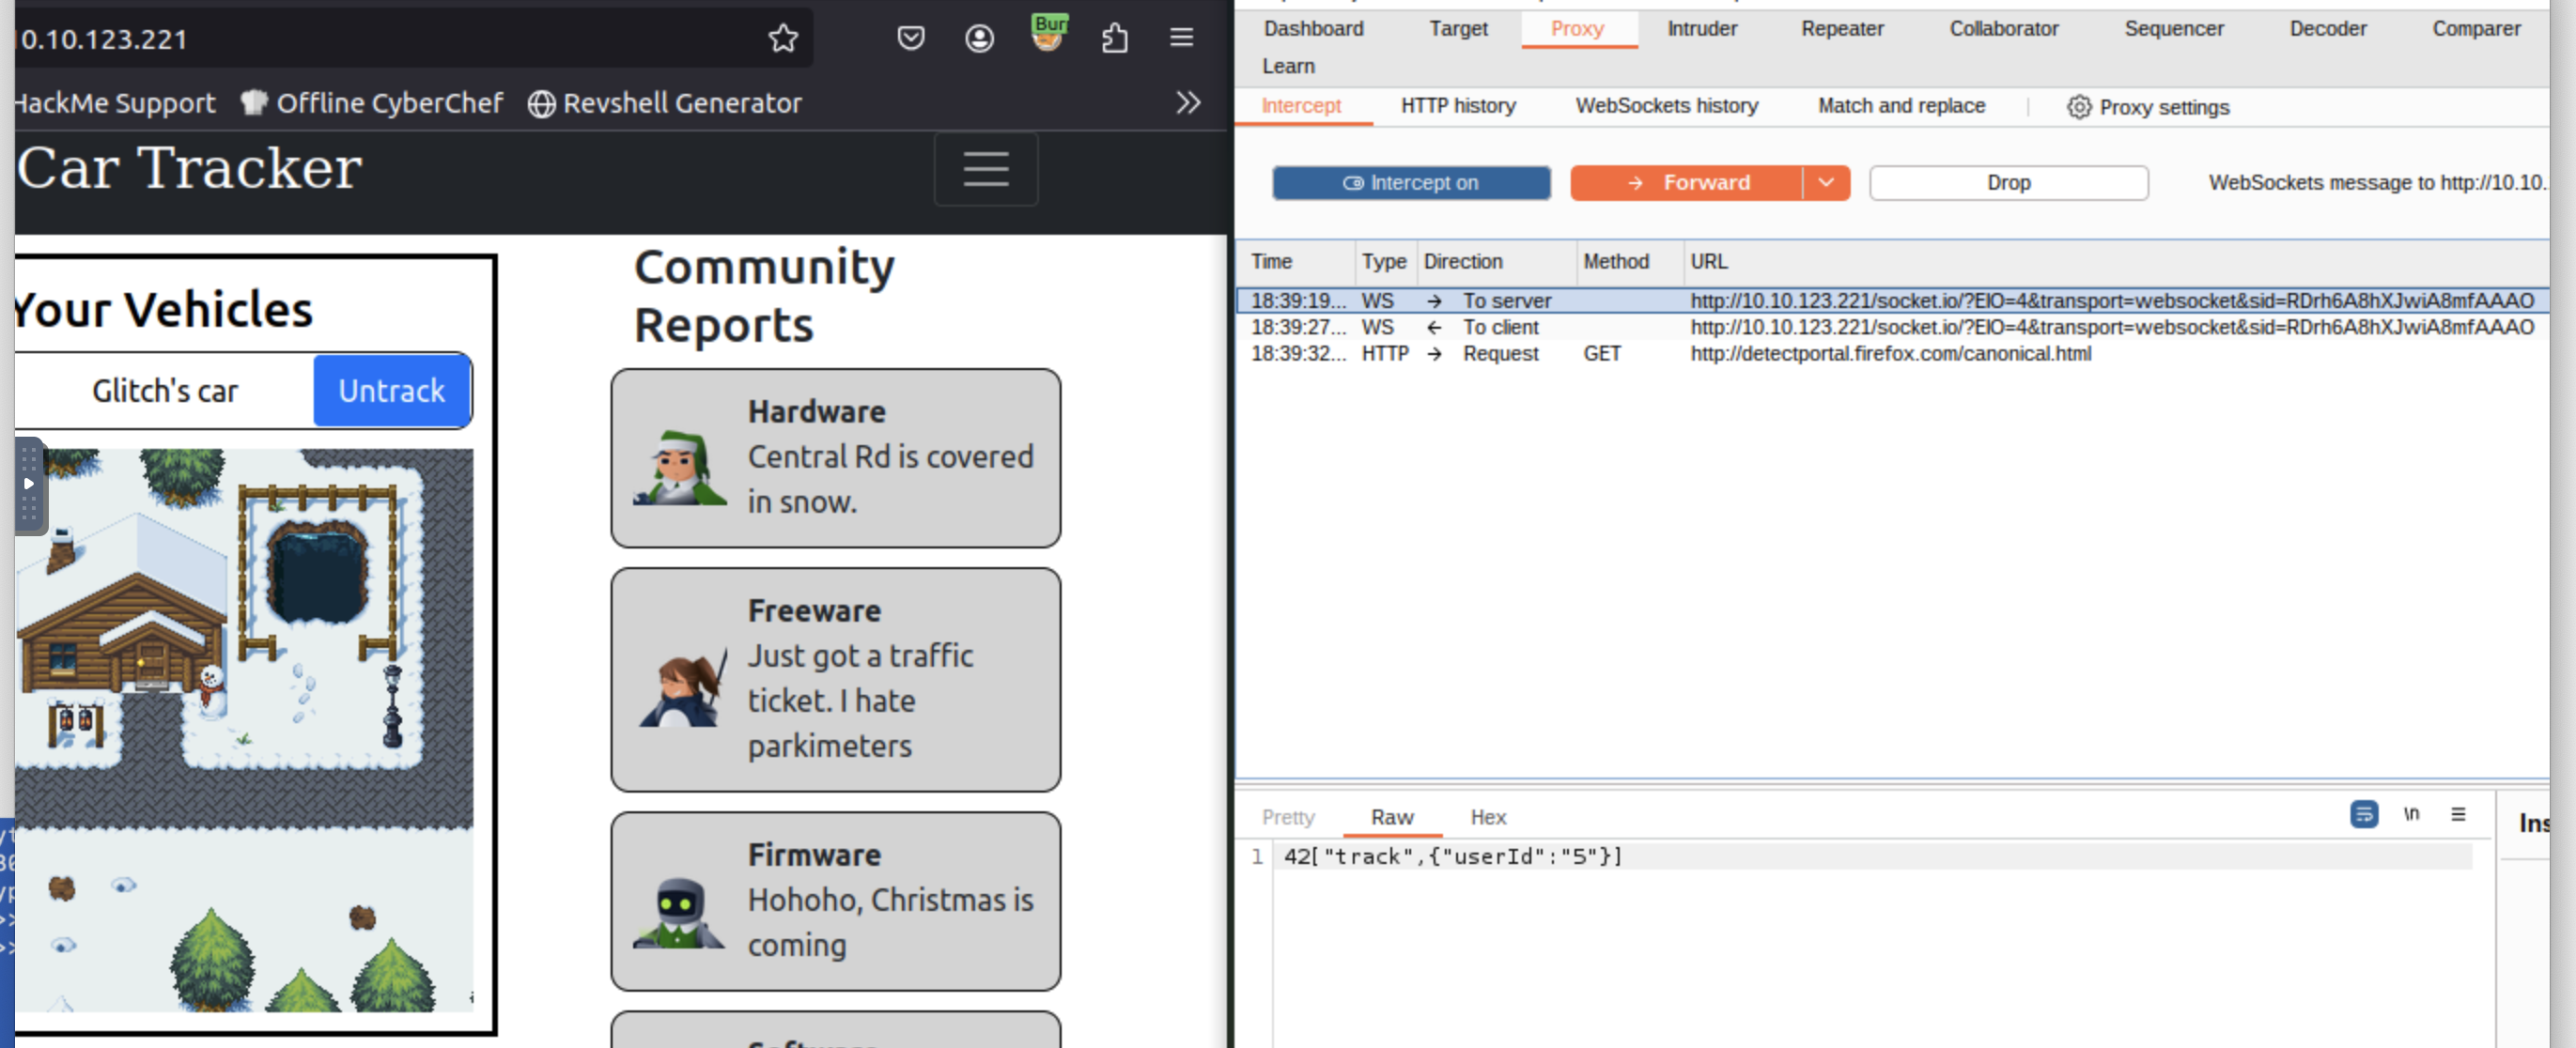 0.10.123.221
Bur
HackMe Support Offline CyberChef Revshell Generator
Car Tracker
Your Vehicles
Glitch's car Untrack
Community
Reports
Hardware
Central Rd is covered
in snow.
Freeware
Just got a traffic
ticket. I hate
parkimeters
Firmware
Hohoho, Christmas is
coming
Dashboard Target Proxy Intruder Repeater Collaborator Sequencer Decoder Comparer
Learn
Intercept HTTP history WebSockets history Match and replace Proxy settings
Intercept on Forward Drop WebSockets message to http://10.10.
Time Type Direction Method URL
18:39:19... WS → To server http://10.10.123.221/socket.io/?EIO=4&transport=websocket&sid=RDrh6A8hXJwiA8mfAAAO
18:39:27... WS ← To client http://10.10.123.221/socket.io/?EIO=4&transport=websocket&sid=RDrh6A8hXJwiA8mfAAAO
18:39:32... HTTP → Request GET http://detectportal.firefox.com/canonical.html
Pretty Raw Hex \n Ins
1 42["track",{"userId":"5"}]